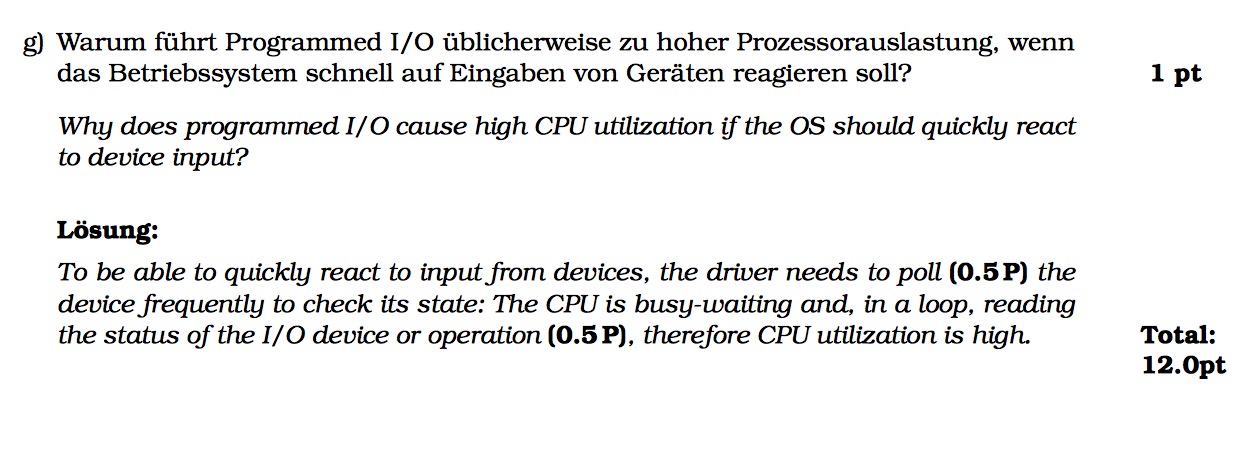 g) Warum führt Programmed I/O üblicherweise zu hoher Prozessorauslastung, wenn
das Betriebssystem schnell auf Eingaben von Geräten reagieren soll? 1 pt
Why does programmed I/O cause high CPU utilization if the OS should quickly react
to device input?
Lösung:
To be able to quickly react to input from devices, the driver needs to poll (0.5 P) the
device frequently to check its state: The CPU is busy-waiting and, in a loop, reading
the status of the I/O device or operation (0.5 P), therefore CPU utilization is high. Total:
12.0pt